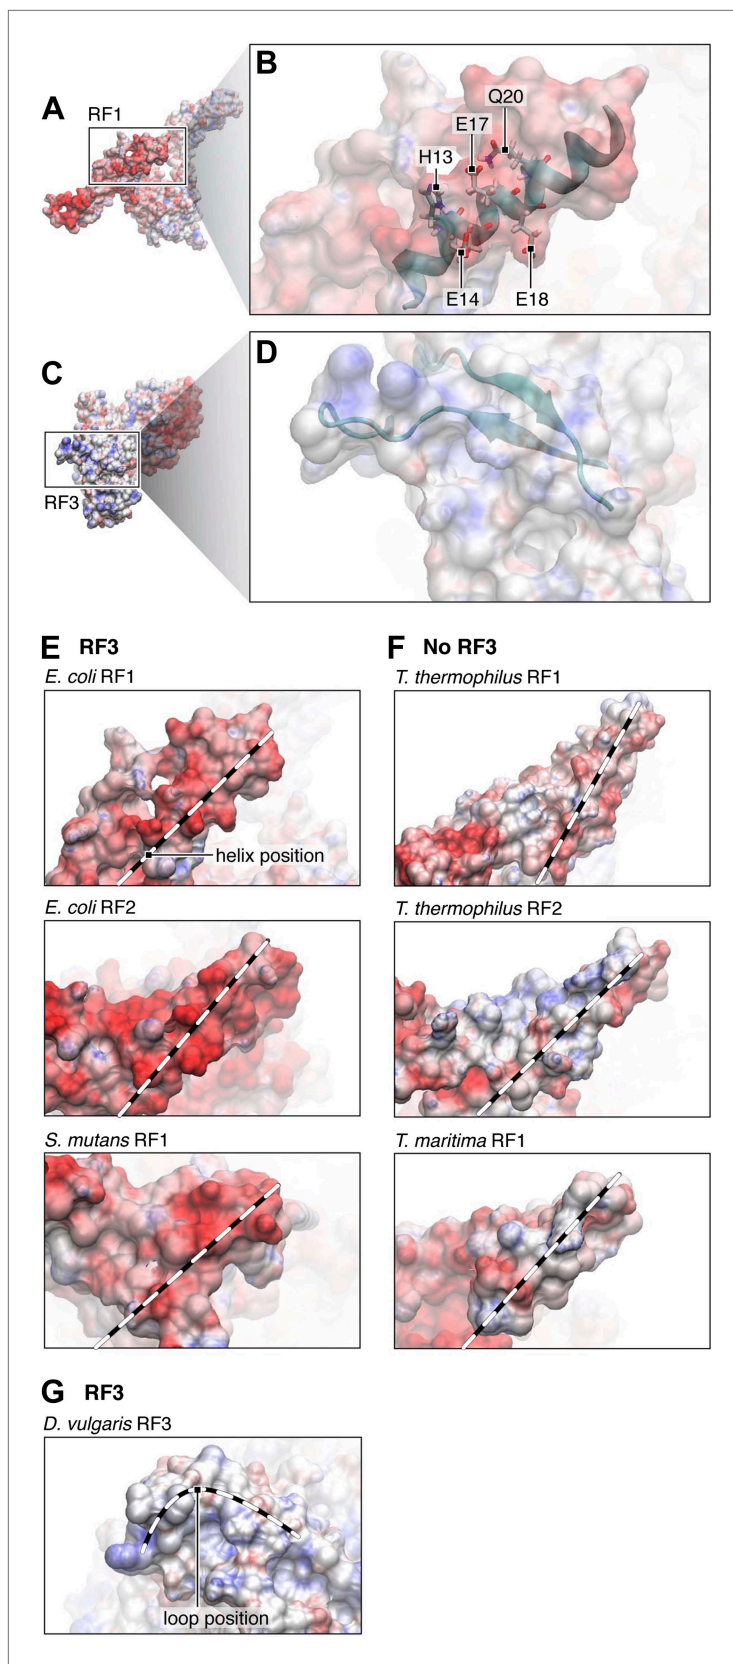 A
RF1
B
Q20
E17
H13
E14
E18
C
RF3
D
E RF3
E. coli RF1
helix position
E. coli RF2
S. mutans RF1
F No RF3
T. thermophilus RF1
T. thermophilus RF2
T. maritima RF1
G RF3
D. vulgaris RF3
loop position